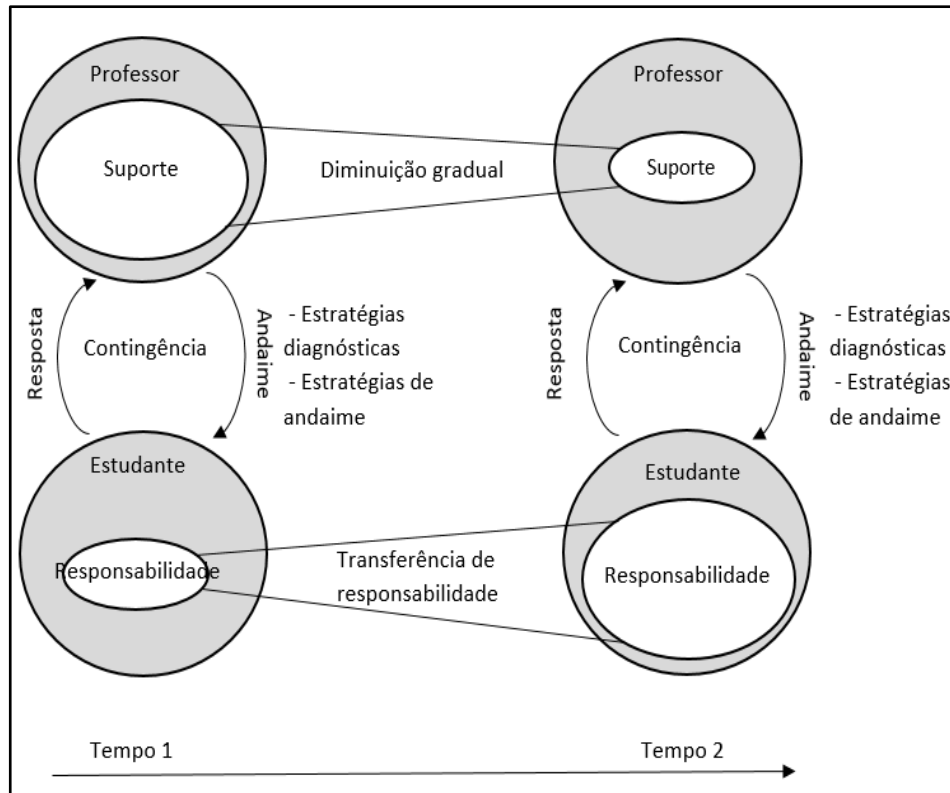 Professor
Professor
Suporte
Diminuição gradual
Suporte
Resposta
Contingência
Andaime
- Estratégias
diagnósticas
- Estratégias de
andaime
Resposta
Contingência
Andaime
- Estratégias
diagnósticas
- Estratégias
de andaime
Estudante
Estudante
Responsabilidade
Transferência de
responsabilidade
Responsabilidade
Tempo 1
Tempo 2